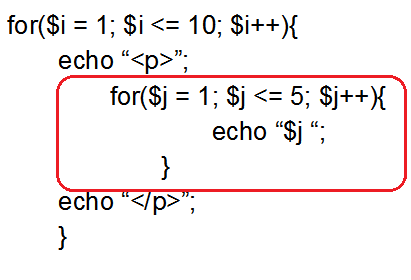 for($i = 1; $i <= 10; $i++){
echo “<p>”;
for($j = 1; $j <= 5; $j++){
echo “$j “;
}
echo “</p>”;
}